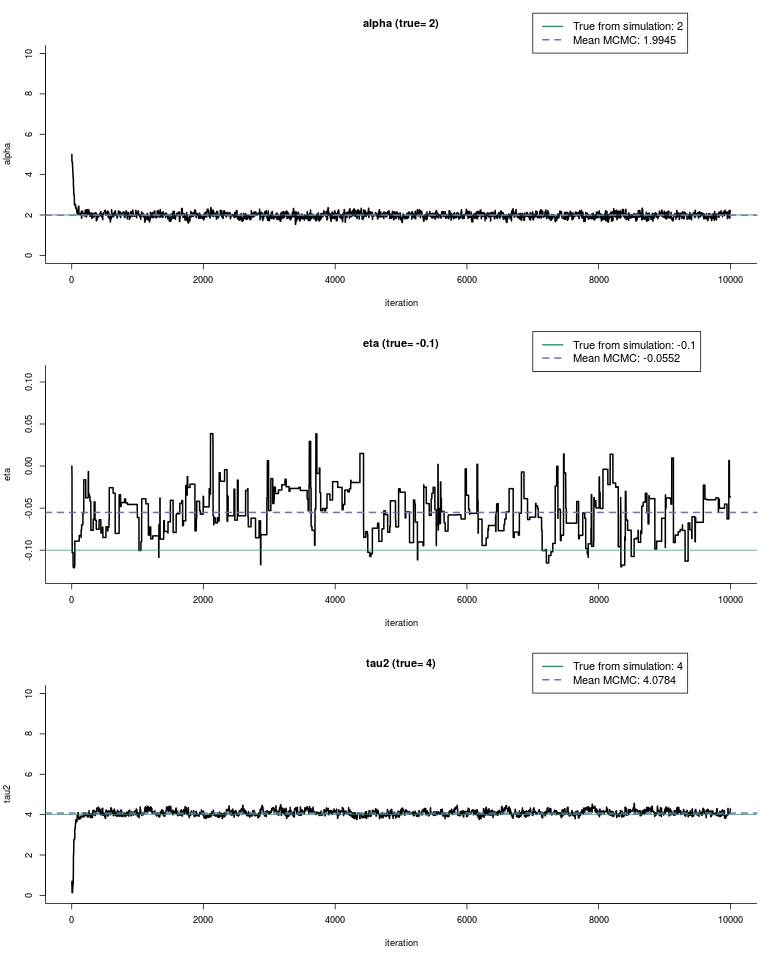 alpha (true= 2)
True from simulation: 2
Mean MCMC: 1.9945
alpha
10
8
6
4
2
0
0 2000 4000 6000 8000 10000
iteration
eta (true= -0.1)
True from simulation: -0.1
Mean MCMC: -0.0552
eta
0.10
0.05
0.00
-0.05
-0.10
0 2000 4000 6000 8000 10000
iteration
tau2 (true= 4)
True from simulation: 4
Mean MCMC: 4.0784
tau2
10
8
6
4
2
0
0 2000 4000 6000 8000 10000
iteration